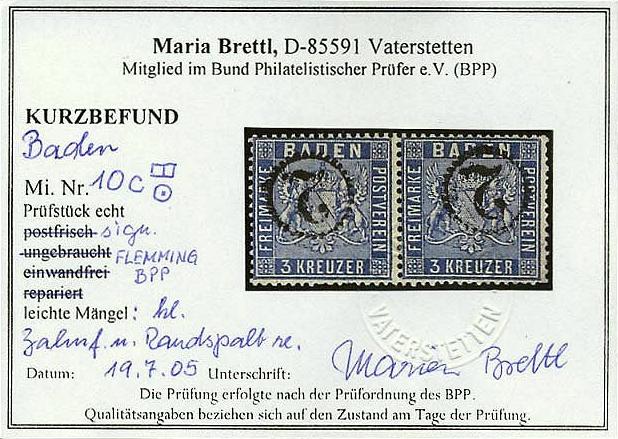 Maria Brettl, D-85591 Vaterstetten
Mitglied im Bund Philatelistischer Prüfer e.V. (BPP)
KURZBEFUND
Baden
Mi. Nr. 10c
Prüfstück echt
postfrisch sign.
ungebraucht FLEMMING
einwandfrei BPP
repariert
leichte Mängel: kl.
Zahnf. u. Randspalt re.
Datum: 19.7.05 Unterschrift: Maria Brettl
Die Prüfung erfolgte nach der Prüfordnung des BPP.
Qualitätsangaben beziehen sich auf den Zustand am Tage der Prüfung.
BADEN
FREIMARKE
POSTVEREIN
3 KREUZER
2
BADEN
FREIMARKE
POSTVEREIN
3 KREUZER
2
VATERSTETTEN